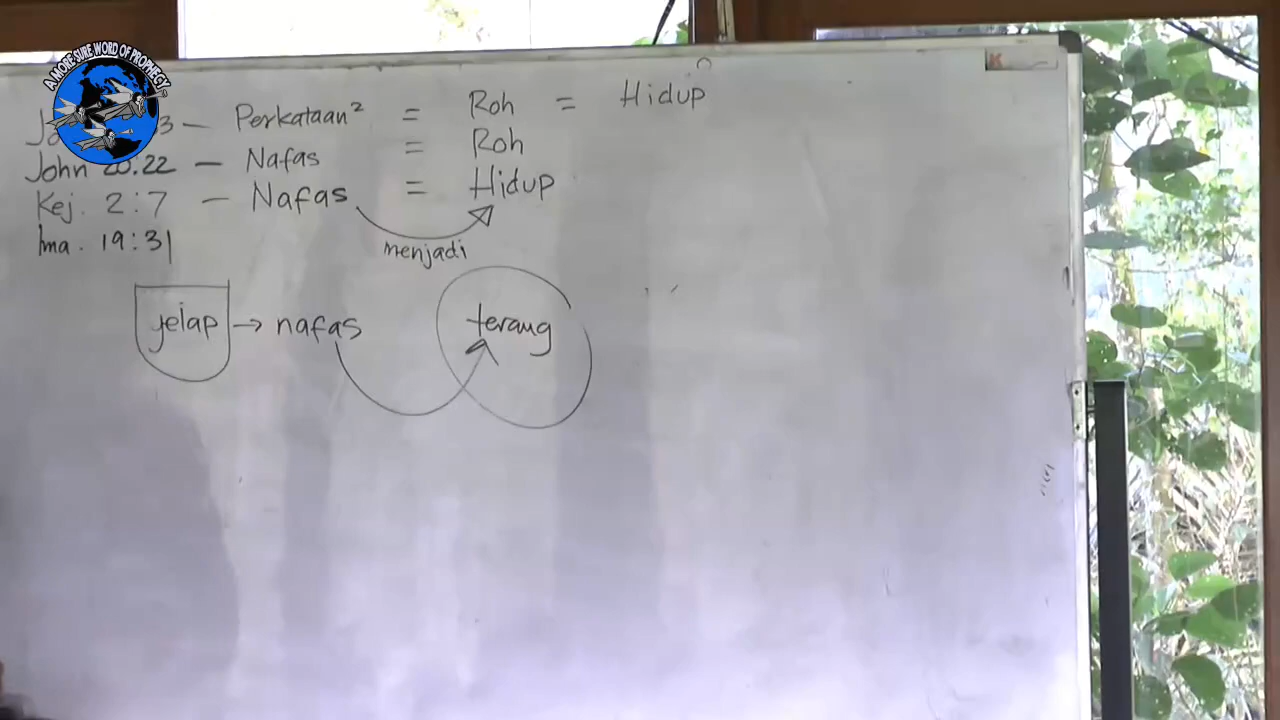 A MORE SURE WORD OF PROPHECY
3 — Perkataan² = Roh = Hidup
John 20.22 — Nafas = Roh
Kej. 2:7 — Nafas = Hidup
menjadi
Ima. 19:31
jelap → nafas terang
K